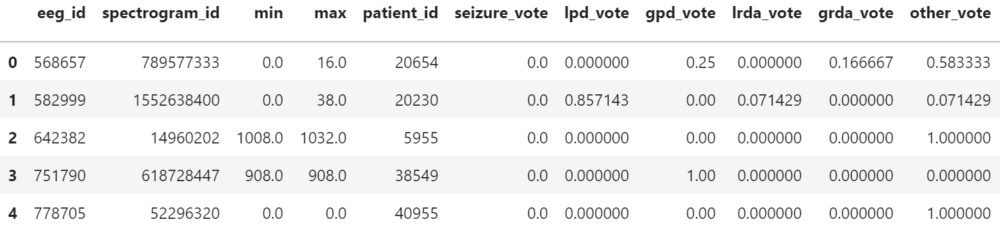 eeg_id spectrogram_id min max patient_id seizure_vote lpd_vote gpd_vote lrda_vote grda_vote other_vote
0 568657 789577333 0.0 16.0 20654 0.0 0.000000 0.25 0.000000 0.166667 0.583333
1 582999 1552638400 0.0 38.0 20230 0.0 0.857143 0.00 0.071429 0.000000 0.071429
2 642382 14960202 1008.0 1032.0 5955 0.0 0.000000 0.00 0.000000 0.000000 1.000000
3 751790 618728447 908.0 908.0 38549 0.0 0.000000 1.00 0.000000 0.000000 0.000000
4 778705 52296320 0.0 0.0 40955 0.0 0.000000 0.00 0.000000 0.000000 1.000000